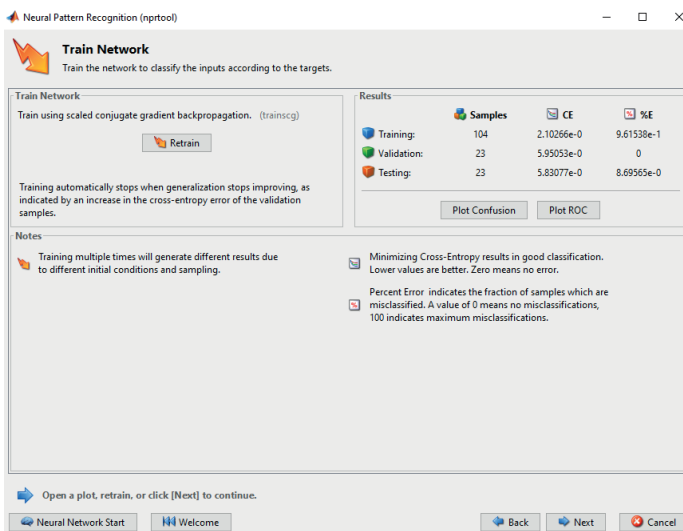 Neural Pattern Recognition (nprtool)
Train Network
Train the network to classify the inputs according to the targets.
Train Network
Train using scaled conjugate gradient backpropagation. (trainscg)
Retrain
Training automatically stops when generalization stops improving, as
indicated by an increase in the cross-entropy error of the validation
samples.
Results
Samples CE %E
Training: 104 2.10266e-0 9.61538e-1
Validation: 23 5.95053e-0 0
Testing: 23 5.83077e-0 8.69565e-0
Plot Confusion Plot ROC
Notes
Training multiple times will generate different results due
to different initial conditions and sampling.
Minimizing Cross-Entropy results in good classification.
Lower values are better. Zero means no error.
Percent Error indicates the fraction of samples which are
misclassified. A value of 0 means no misclassifications,
100 indicates maximum misclassifications.
Open a plot, retrain, or click [Next] to continue.
Neural Network Start Welcome Back Next Cancel